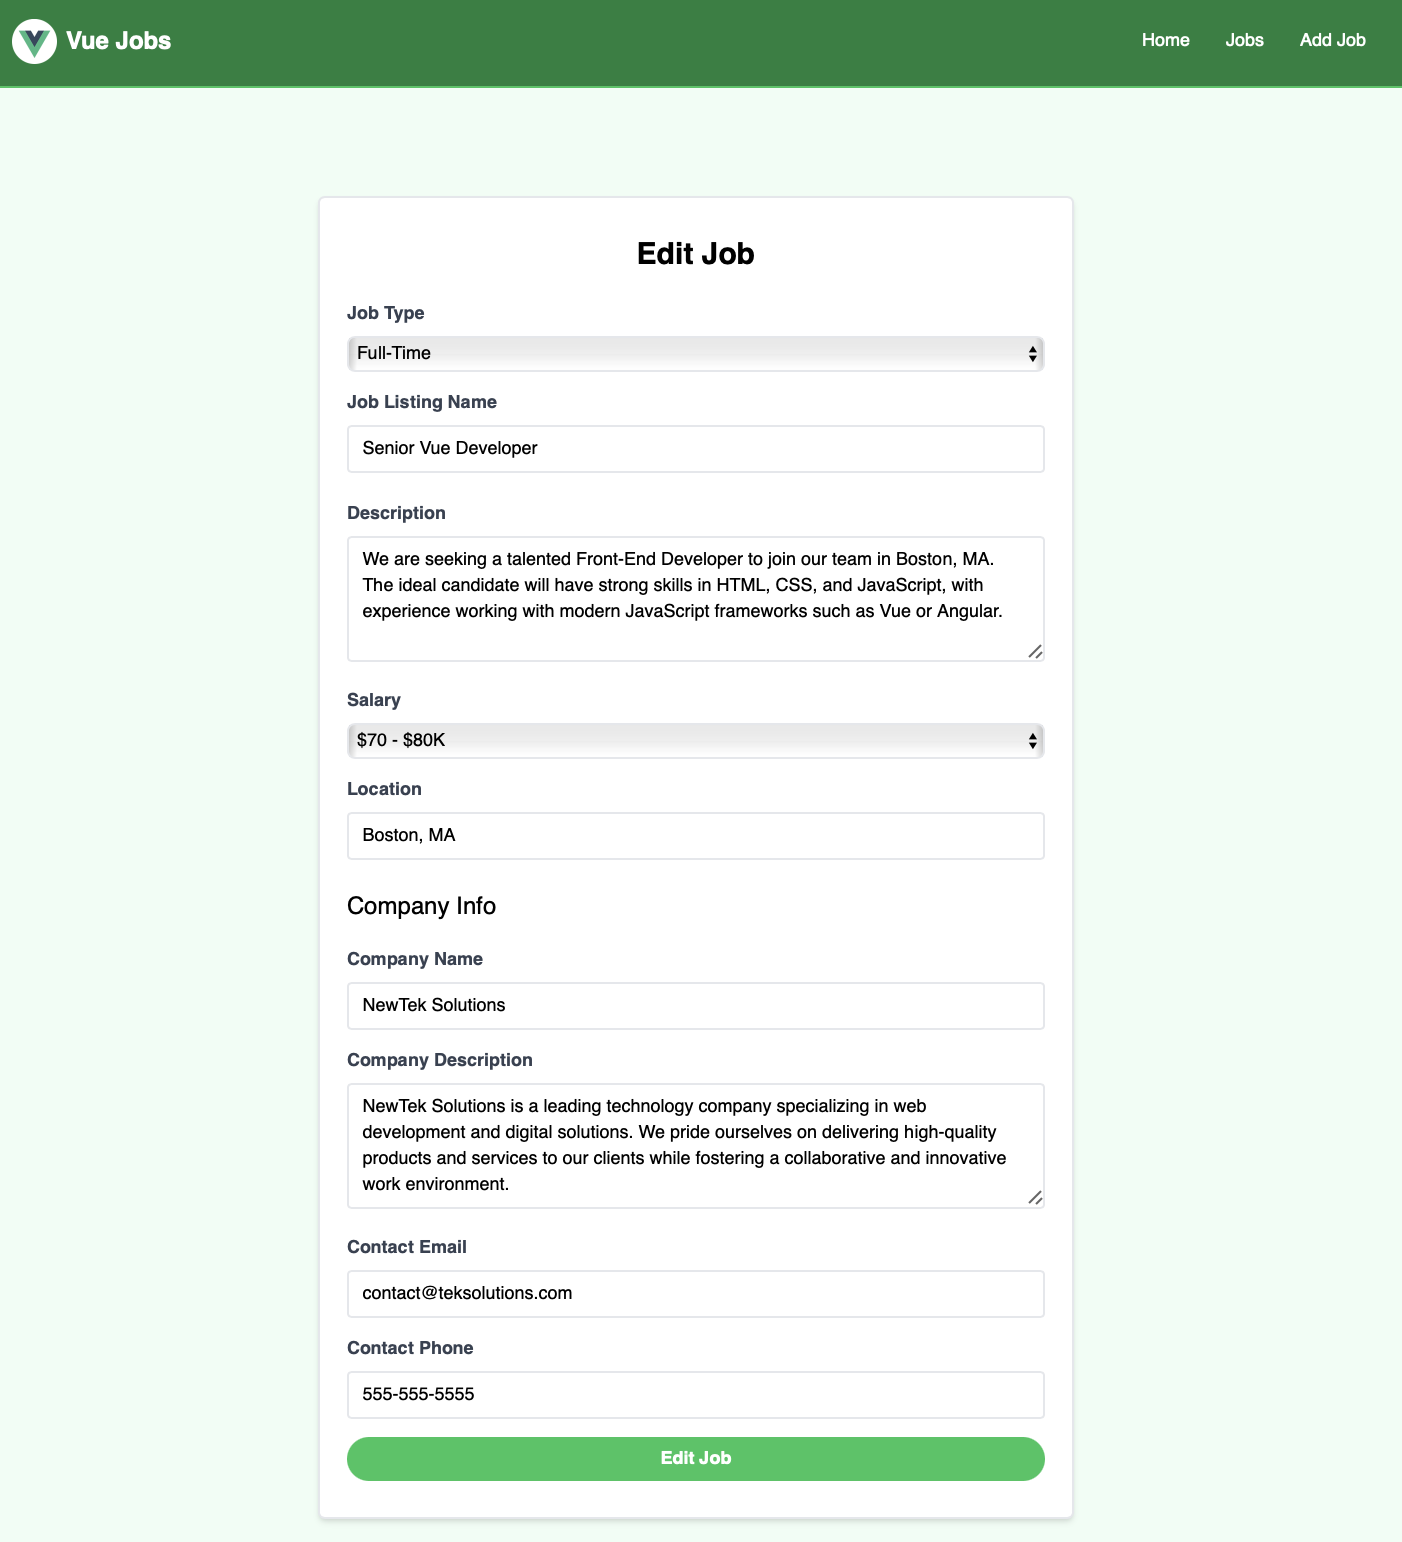 Vue Jobs
Home
Jobs
Add Job
Edit Job
Job Type
Full-Time
Job Listing Name
Senior Vue Developer
Description
We are seeking a talented Front-End Developer to join our team in Boston, MA.
The ideal candidate will have strong skills in HTML, CSS, and JavaScript, with
experience working with modern JavaScript frameworks such as Vue or Angular.
Salary
$70 - $80K
Location
Boston, MA
Company Info
Company Name
NewTek Solutions
Company Description
NewTek Solutions is a leading technology company specializing in web
development and digital solutions. We pride ourselves on delivering high-quality
products and services to our clients while fostering a collaborative and innovative
work environment.
Contact Email
contact@teksolutions.com
Contact Phone
555-555-5555
Edit Job